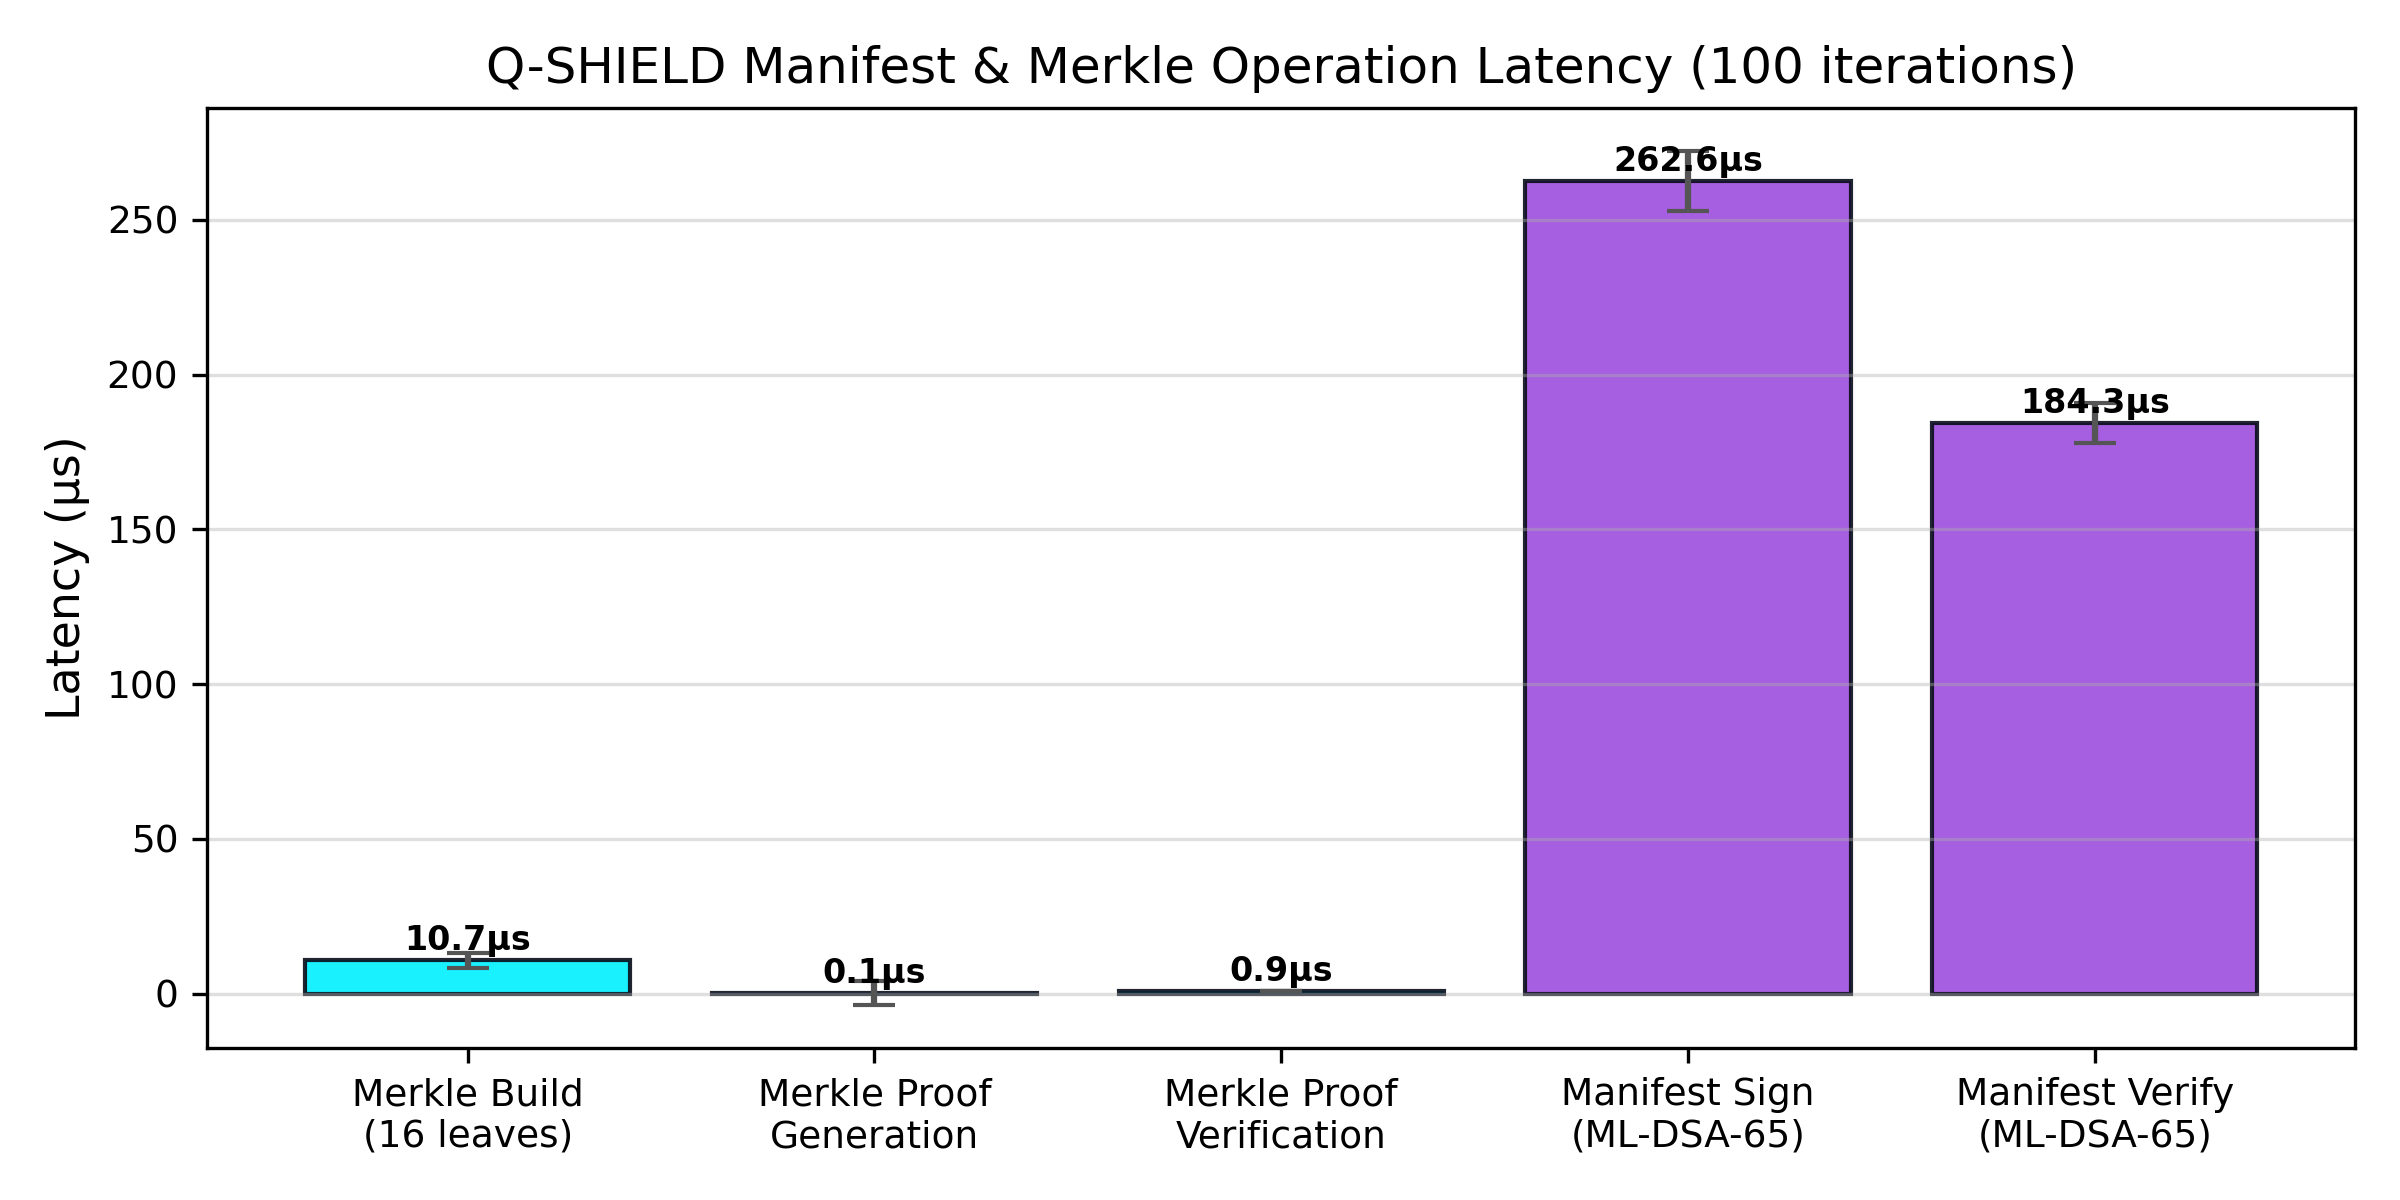 Q-SHIELD Manifest & Merkle Operation Latency (100 iterations)
Latency (µs)
250
200
150
100
50
0
262.6µs
184.3µs
10.7µs
0.1µs
0.9µs
Merkle Build
(16 leaves)
Merkle Proof
Generation
Merkle Proof
Verification
Manifest Sign
(ML-DSA-65)
Manifest Verify
(ML-DSA-65)